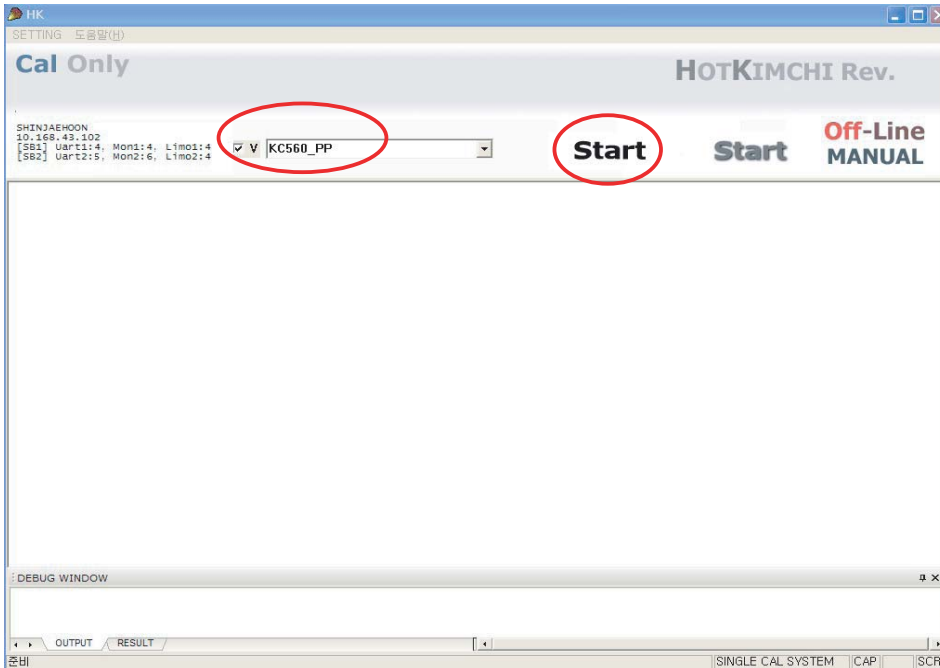 HK
SETTING 도움말(H)
Cal Only
HOTKIMCHI Rev.
SHINJAEHOON
10.168.43.102
[SB1] Uart1:4, Mon1:4, Limo1:4
[SB2] Uart2:5, Mon2:6, Limo2:4
V KC560_PP
Start
Start
Off-Line
MANUAL
DEBUG WINDOW
OUTPUT RESULT
준비 SINGLE CAL SYSTEM CAP SCR